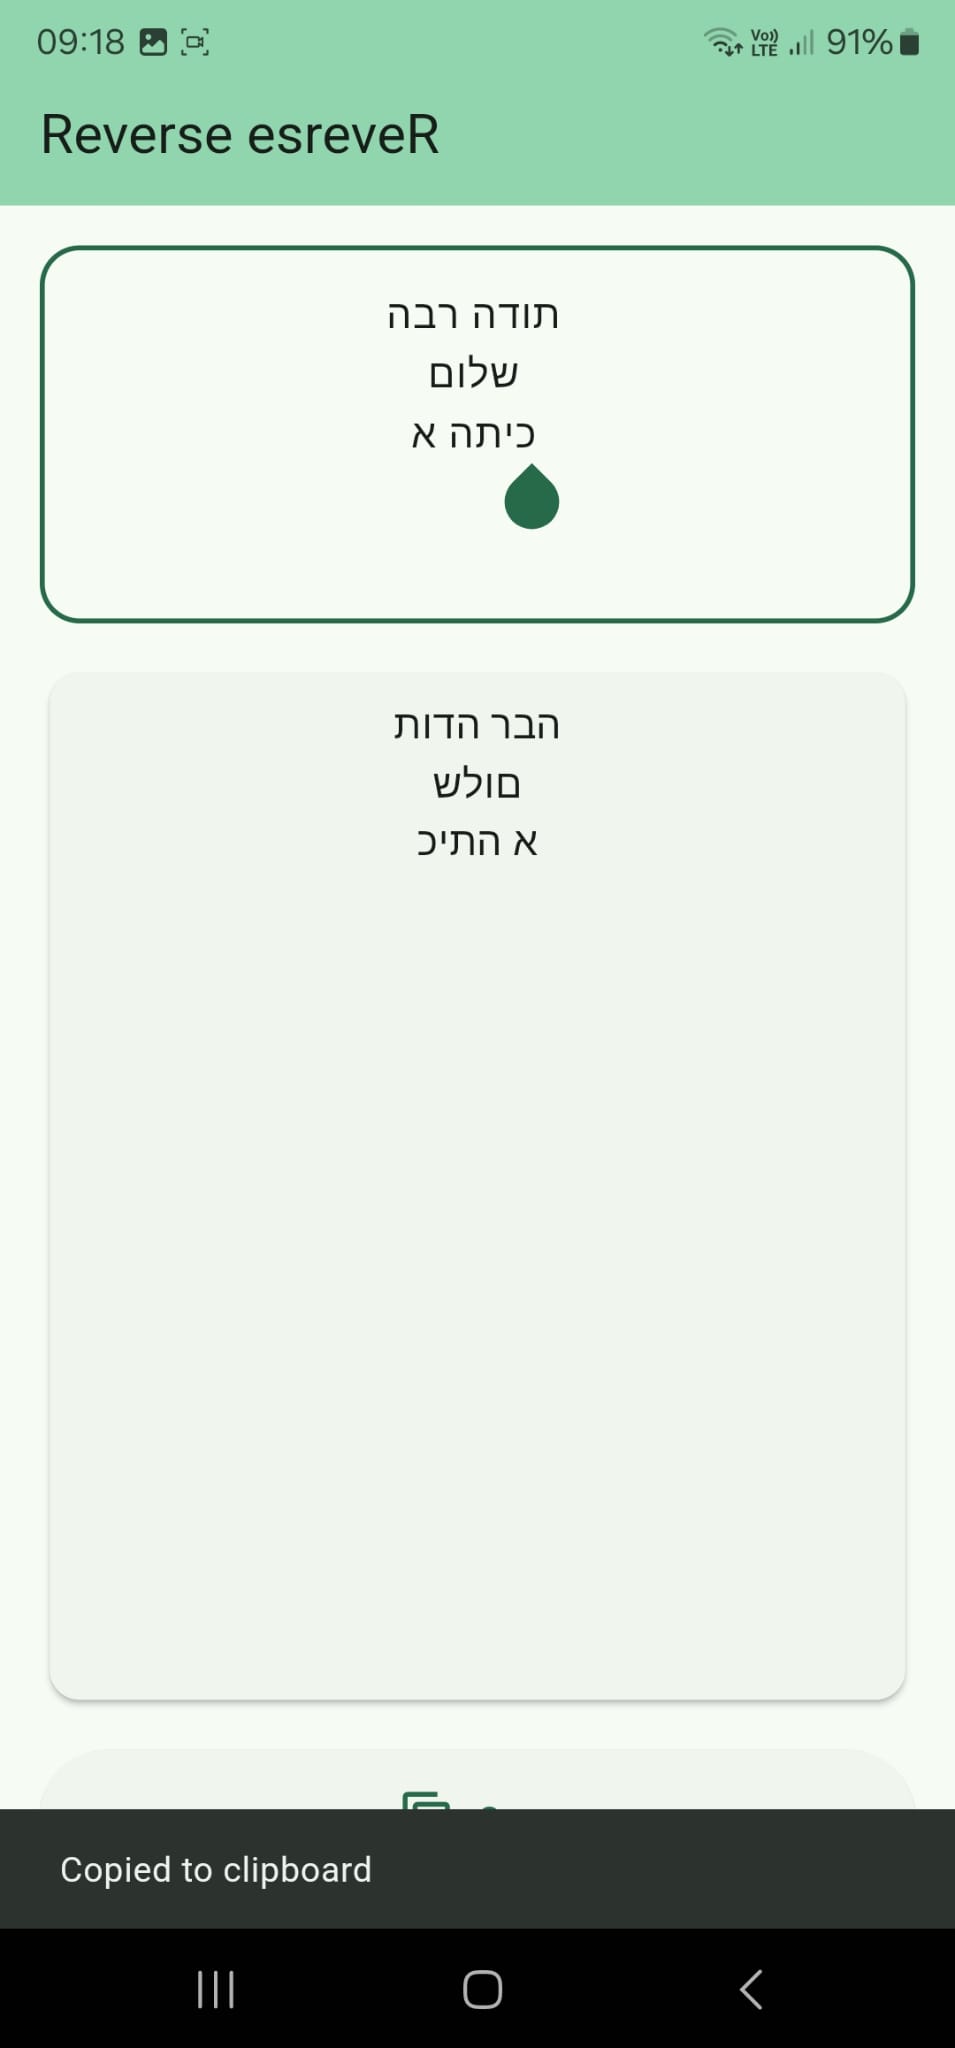 09:18
Vo)) LTE 91%
Reverse esreveR
תודה רבה
שלום
כיתה א
הבר הדות
םולש
א התיכ
Copied to clipboard